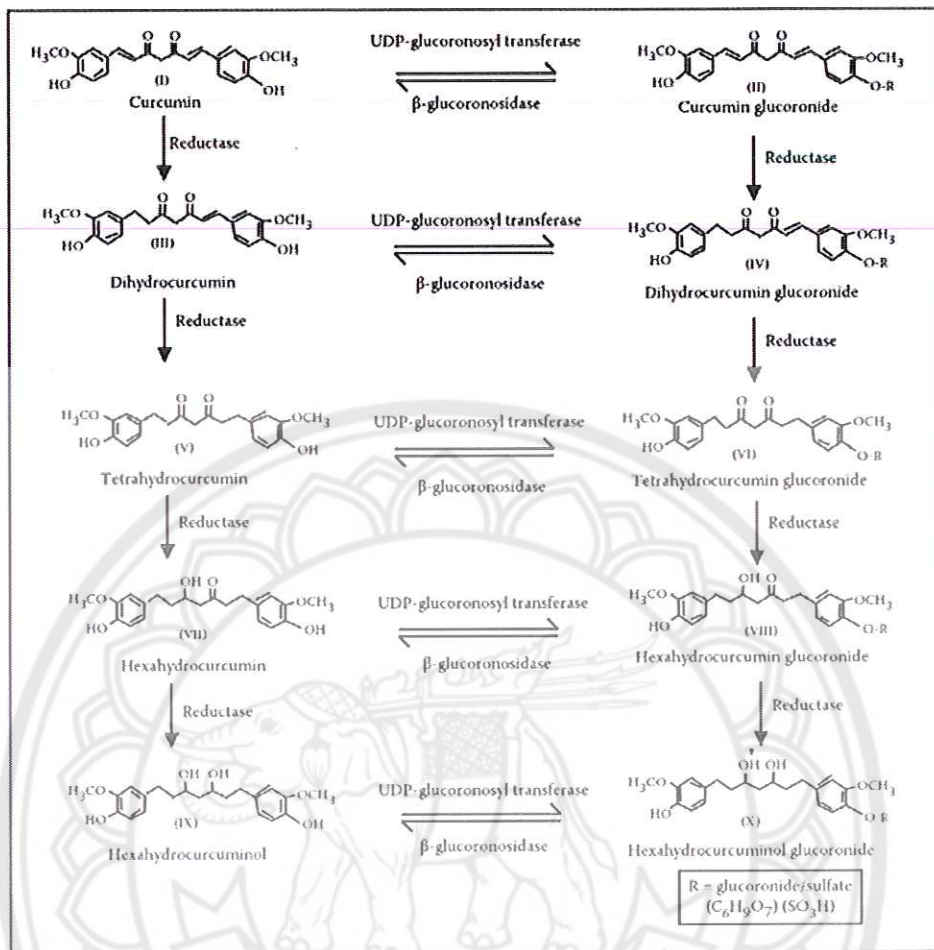 H₃CO O O OCH₃
UDP-glucoronosyl transferase
H₃CO O O OCH₃
HO (I) OH
β-glucoronosidase
HO (II) O-R
Curcumin
Curcumin glucoronide
Reductase
Reductase
H₃CO O O OCH₃
UDP-glucoronosyl transferase
H₃CO O O OCH₃
HO (III) OH
β-glucoronosidase
HO (IV) O-R
Dihydrocurcumin
Dihydrocurcumin glucoronide
Reductase
Reductase
H₃CO O O OCH₃
UDP-glucoronosyl transferase
H₃CO O O OCH₃
HO (V) OH
β-glucoronosidase
HO (VI) O-R
Tetrahydrocurcumin
Tetrahydrocurcumin glucoronide
Reductase
Reductase
H₃CO OH O OCH₃
UDP-glucoronosyl transferase
H₃CO OH O OCH₃
HO (VII) OH
β-glucoronosidase
HO (VIII) O-R
Hexahydrocurcumin
Hexahydrocurcumin glucoronide
Reductase
Reductase
H₃CO OH OH OCH₃
UDP-glucoronosyl transferase
H₃CO OH OH OCH₃
HO (IX) OH
β-glucoronosidase
HO (X) O-R
Hexahydrocurcuminol
Hexahydrocurcuminol glucoronide
R = glucoronide/sulfate
(C₆H₉O₇) (SO₃H)